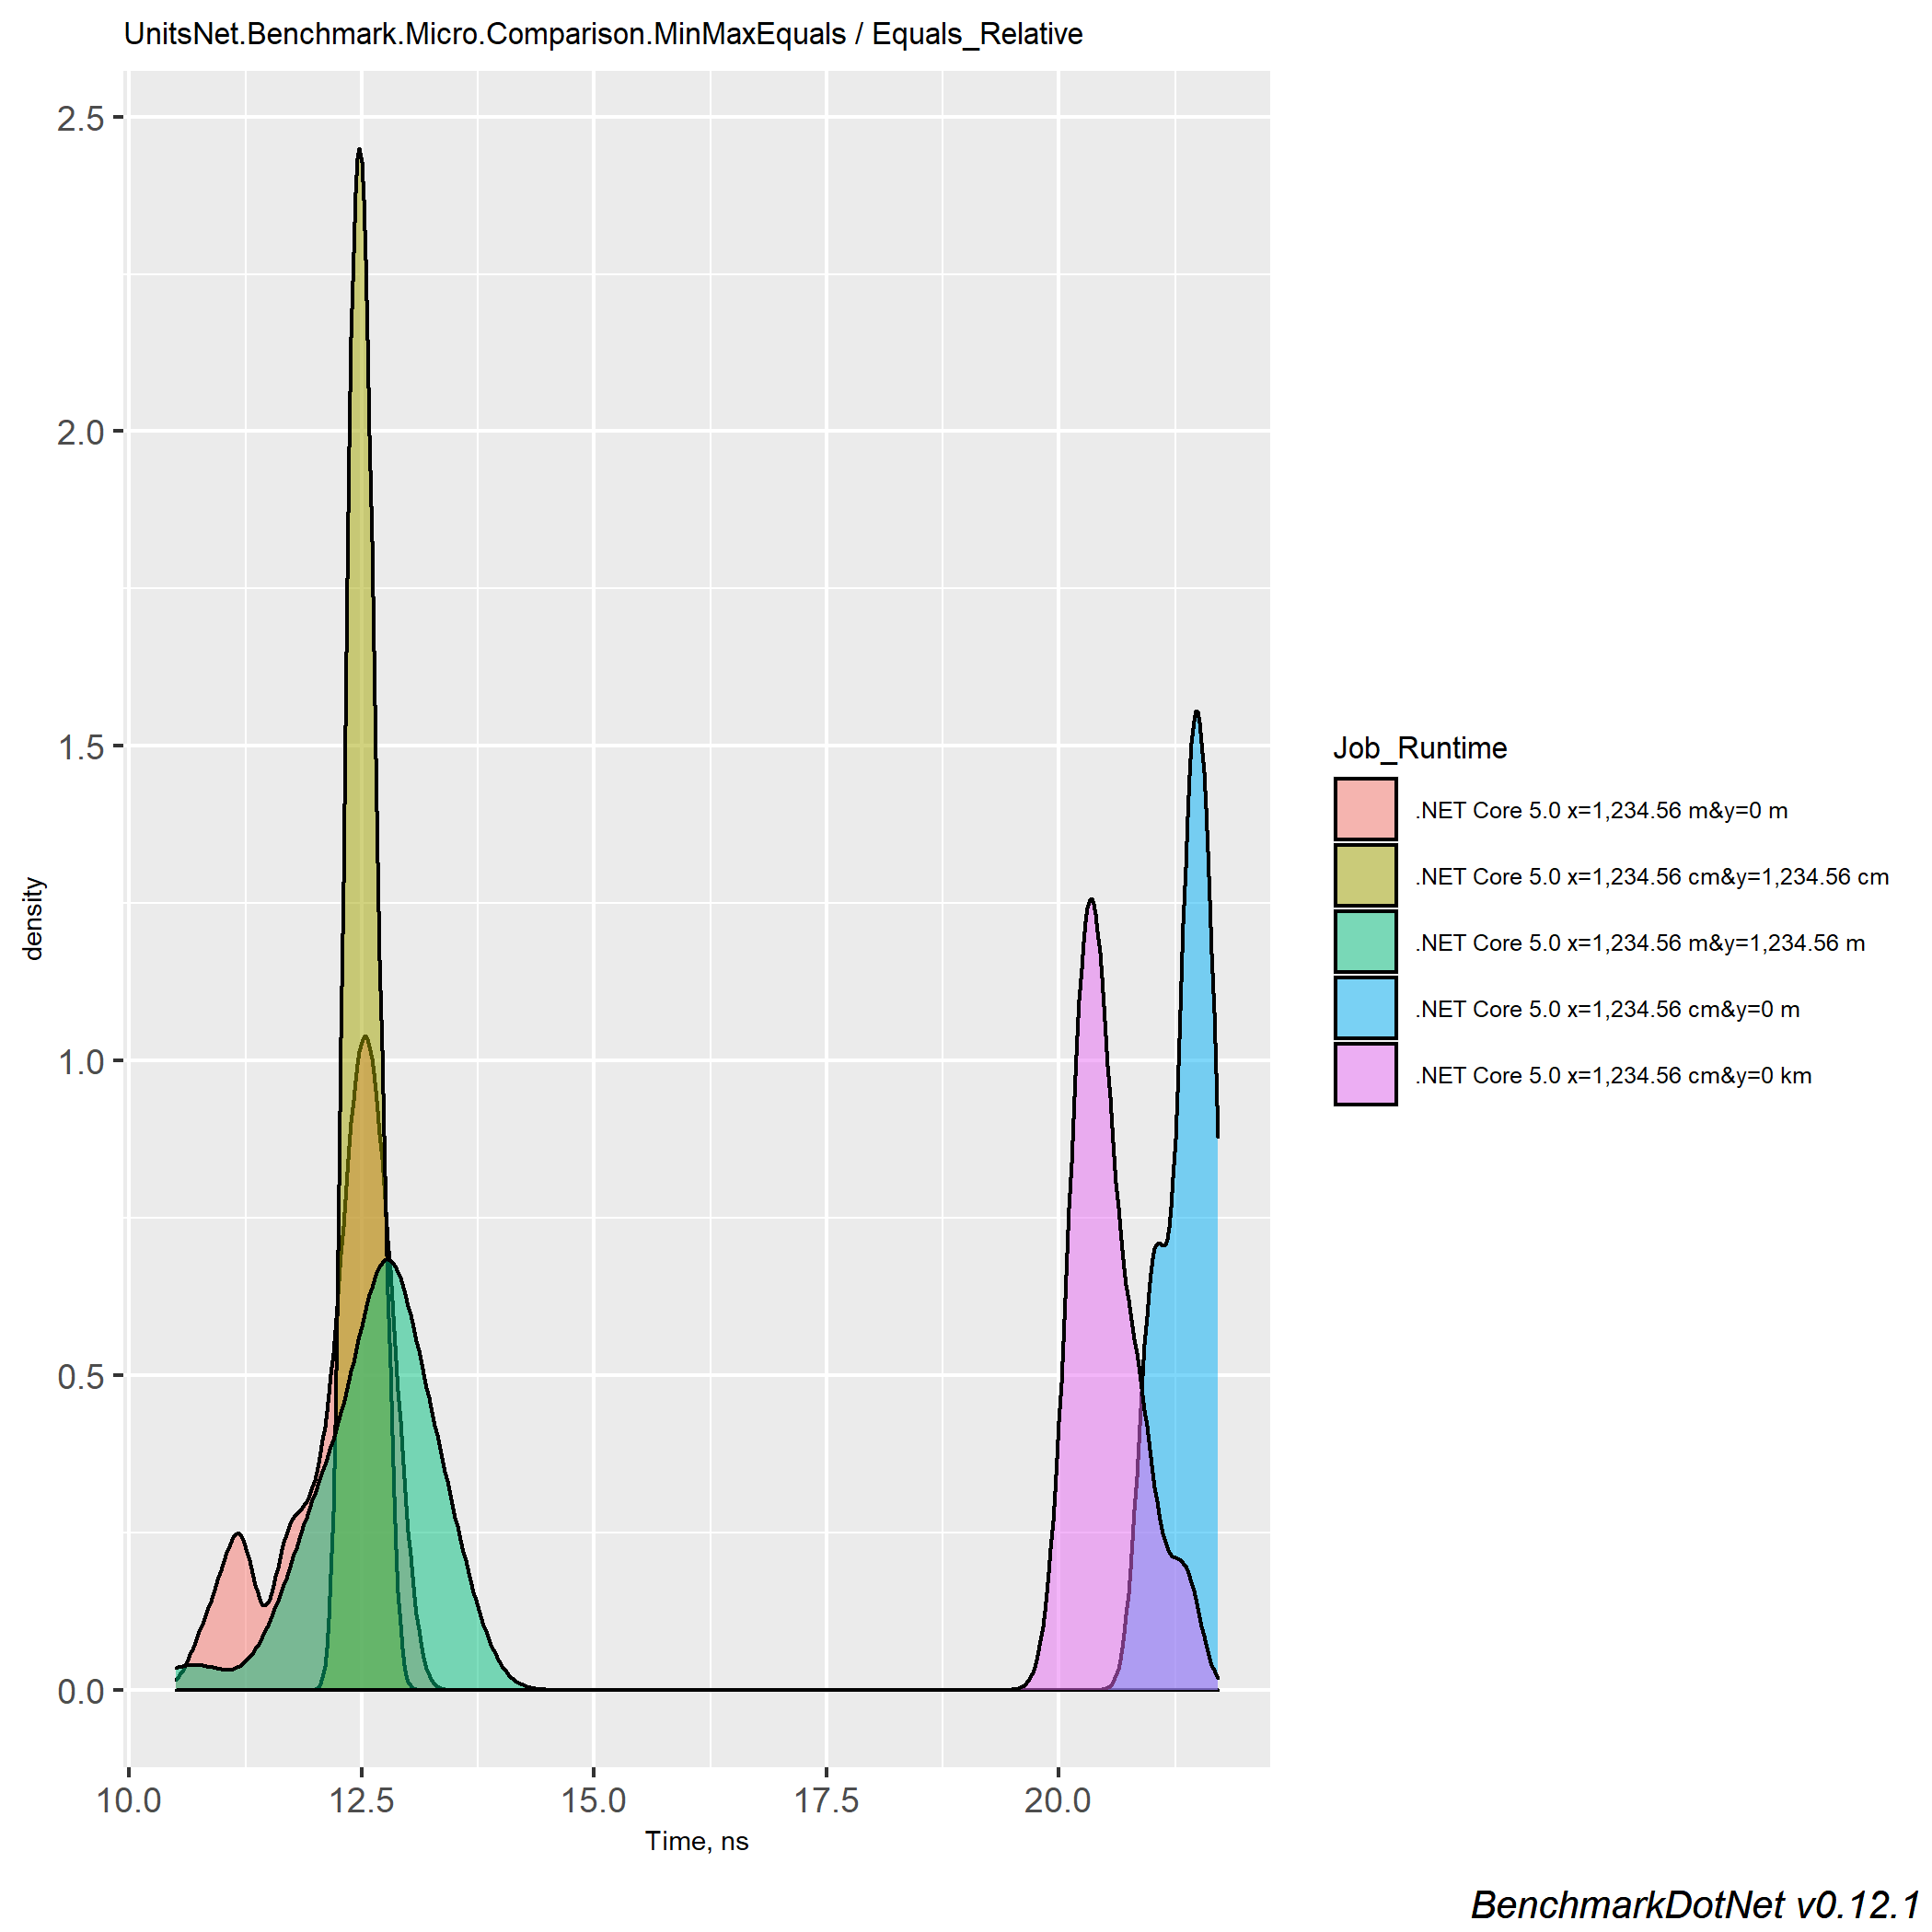 UnitsNet.Benchmark.Micro.Comparison.MinMaxEquals / Equals_Relative
2.5
2.0
1.5
1.0
0.5
0.0
density
10.0 12.5 15.0 17.5 20.0
Time, ns
Job_Runtime
.NET Core 5.0 x=1,234.56 m&y=0 m
.NET Core 5.0 x=1,234.56 cm&y=1,234.56 cm
.NET Core 5.0 x=1,234.56 m&y=1,234.56 m
.NET Core 5.0 x=1,234.56 cm&y=0 m
.NET Core 5.0 x=1,234.56 cm&y=0 km
BenchmarkDotNet v0.12.1